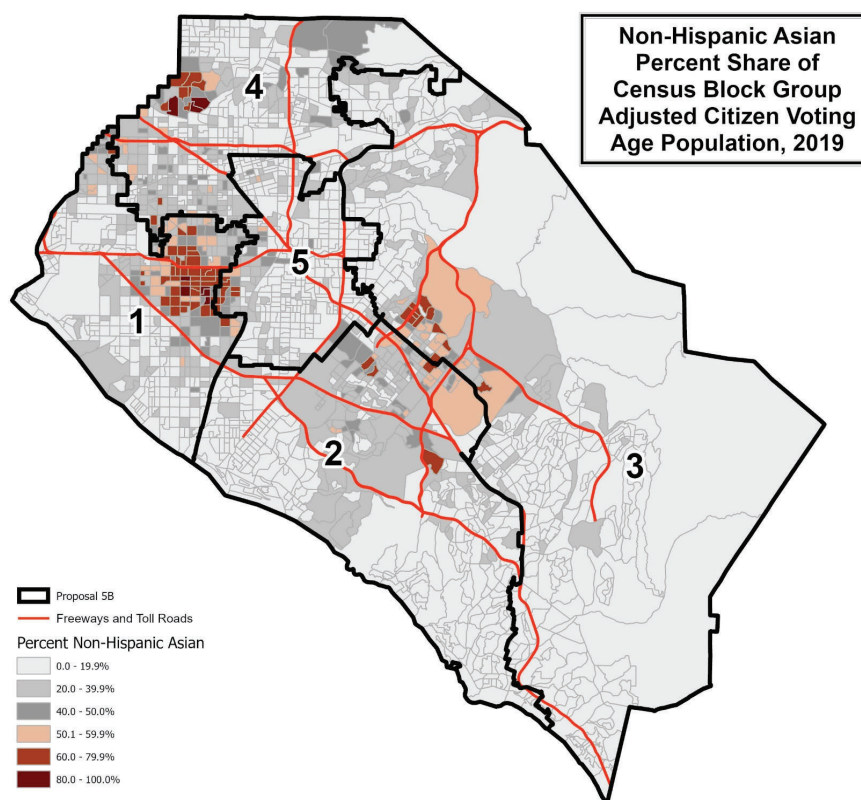 Non-Hispanic Asian
Percent Share of
Census Block Group
Adjusted Citizen Voting
Age Population, 2019
4
5
1
2
3
Proposal 5B
Freeways and Toll Roads
Percent Non-Hispanic Asian
0.0 - 19.9%
20.0 - 39.9%
40.0 - 50.0%
50.1 - 59.9%
60.0 - 79.9%
80.0 - 100.0%